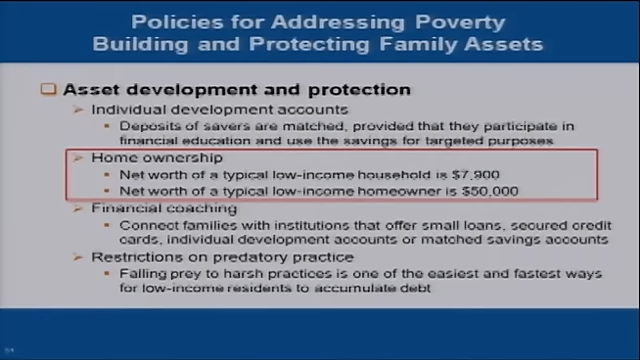 Policies for Addressing Poverty
Building and Protecting Family Assets
Asset development and protection
Individual development accounts
Deposits of savers are matched, provided that they participate in
financial education and use the savings for targeted purposes
Home ownership
Net worth of a typical low-income household is $7,900
Net worth of a typical low-income homeowner is $50,000
Financial coaching
Connect families with institutions that offer small loans, secured credit
cards, individual development accounts or matched savings accounts
Restrictions on predatory practice
Falling prey to harsh practices is one of the easiest and fastest ways
for low-income residents to accumulate debt